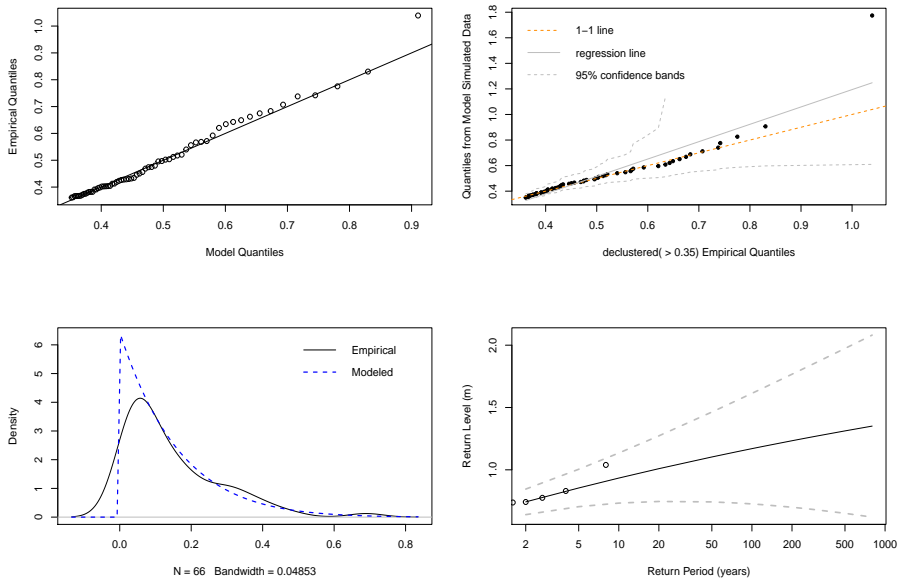 Empirical Quantiles
1.0
0.9
0.8
0.7
0.6
0.5
0.4
0.4 0.5 0.6 0.7 0.8 0.9
Model Quantiles
Quantiles from Model Simulated Data
1.8
1.6
1.4
1.2
1.0
0.8
0.6
0.4
1−1 line
regression line
95% confidence bands
0.4 0.5 0.6 0.7 0.8 0.9 1.0
declustered( > 0.35) Empirical Quantiles
Density
6
5
4
3
2
1
0
Empirical
Modeled
0.0 0.2 0.4 0.6 0.8
N = 66 Bandwidth = 0.04853
Return Level (m)
2.0
1.5
1.0
2 5 10 20 50 100 200 500 1000
Return Period (years)